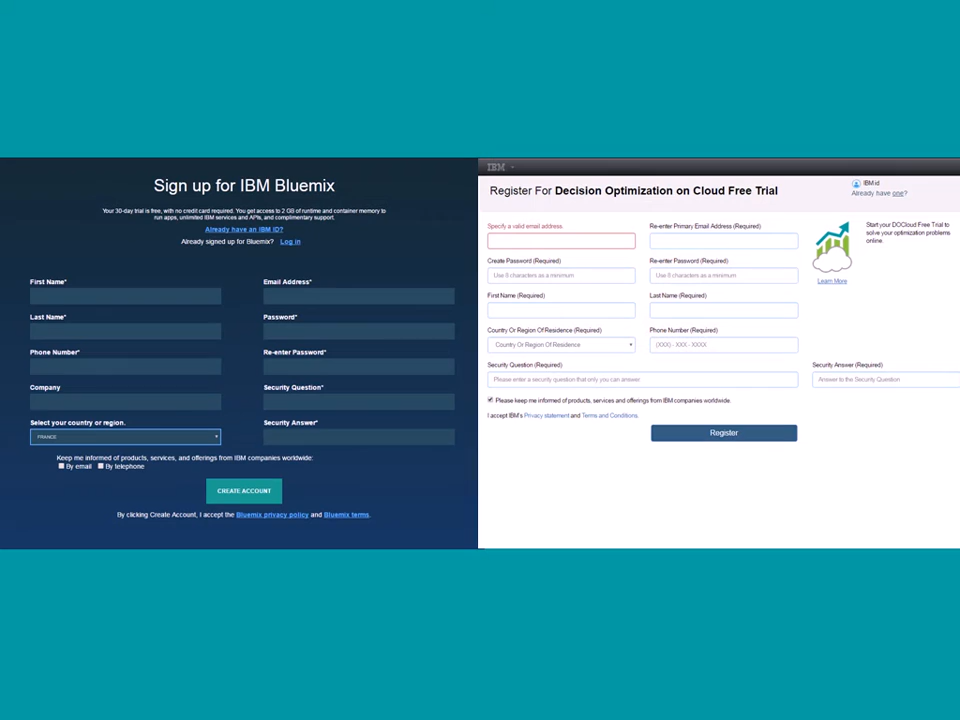 Sign up for IBM Bluemix
Your 30-day trial is free, with no credit card required. You get access to 2 GB of runtime and container memory to
run apps, unlimited IBM services and APIs, and complimentary support.
Already have an IBM ID?
Already signed up for Bluemix? Log in
First Name*
Email Address*
Last Name*
Password*
Phone Number*
Re-enter Password*
Company
Security Question*
Select your country or region.
Security Answer*
FRANCE
Keep me informed of products, services, and offerings from IBM companies worldwide:
By email By telephone
CREATE ACCOUNT
By clicking Create Account, I accept the Bluemix privacy policy and Bluemix terms.
IBM
Register For Decision Optimization on Cloud Free Trial
IBM id
Already have one?
Specify a valid email address.
Re-enter Primary Email Address (Required)
Start your DOCloud Free Trial to
solve your optimization problems
online.
Learn More
Create Password (Required)
Re-enter Password (Required)
Use 8 characters as a minimum
Use 8 characters as a minimum
First Name (Required)
Last Name (Required)
Country Or Region Of Residence (Required)
Phone Number (Required)
Country Or Region Of Residence
(XXX) - XXX - XXXX
Security Question (Required)
Security Answer (Required)
Please enter a security question that only you can answer.
Answer to the Security Question
Please keep me informed of products, services and offerings from IBM companies worldwide.
I accept IBM's Privacy statement and Terms and Conditions.
Register